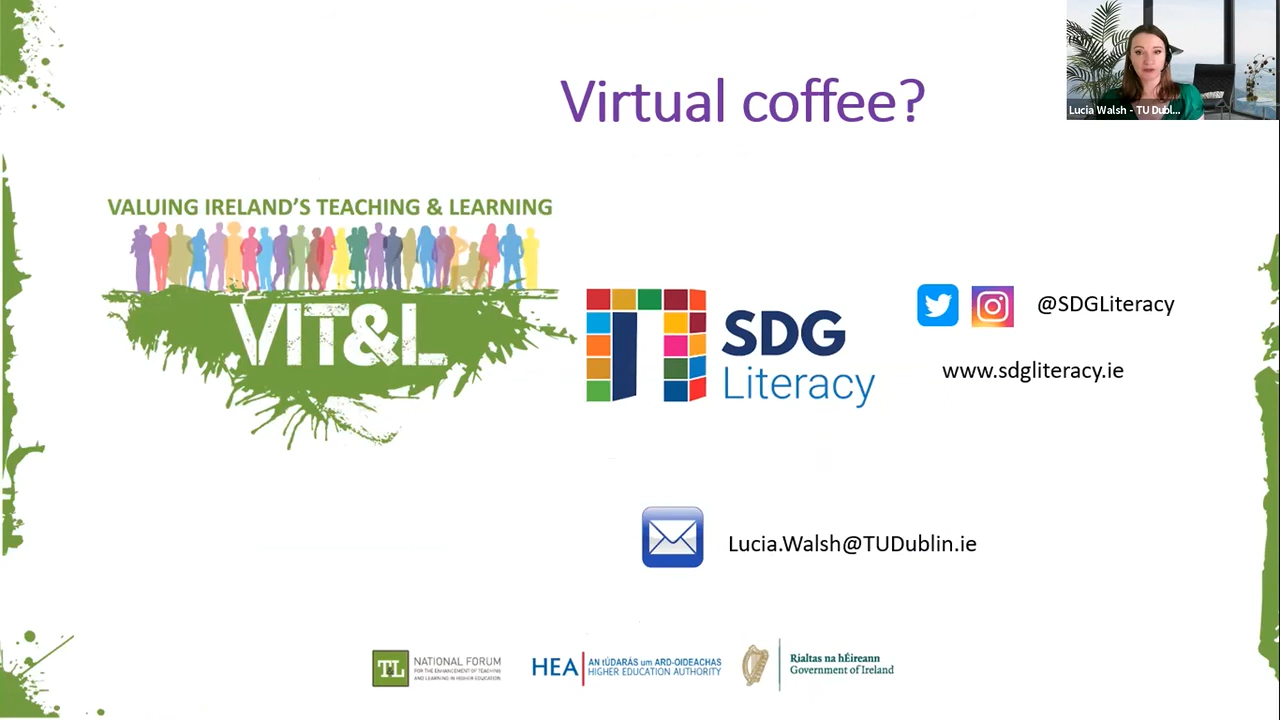 Virtual coffee?
Lucia Walsh - TU Dubl...
VALUING IRELAND'S TEACHING & LEARNING
VIT&L
SDG
Literacy
@SDGLiteracy
www.sdgliteracy.ie
Lucia.Walsh@TUDublin.ie
TL
NATIONAL FORUM
FOR THE ENHANCEMENT OF TEACHING
AND LEARNING IN HIGHER EDUCATION
HEA
AN tÚDARÁS um ARD-OIDEACHAS
HIGHER EDUCATION AUTHORITY
Rialtas na hÉireann
Government of Ireland